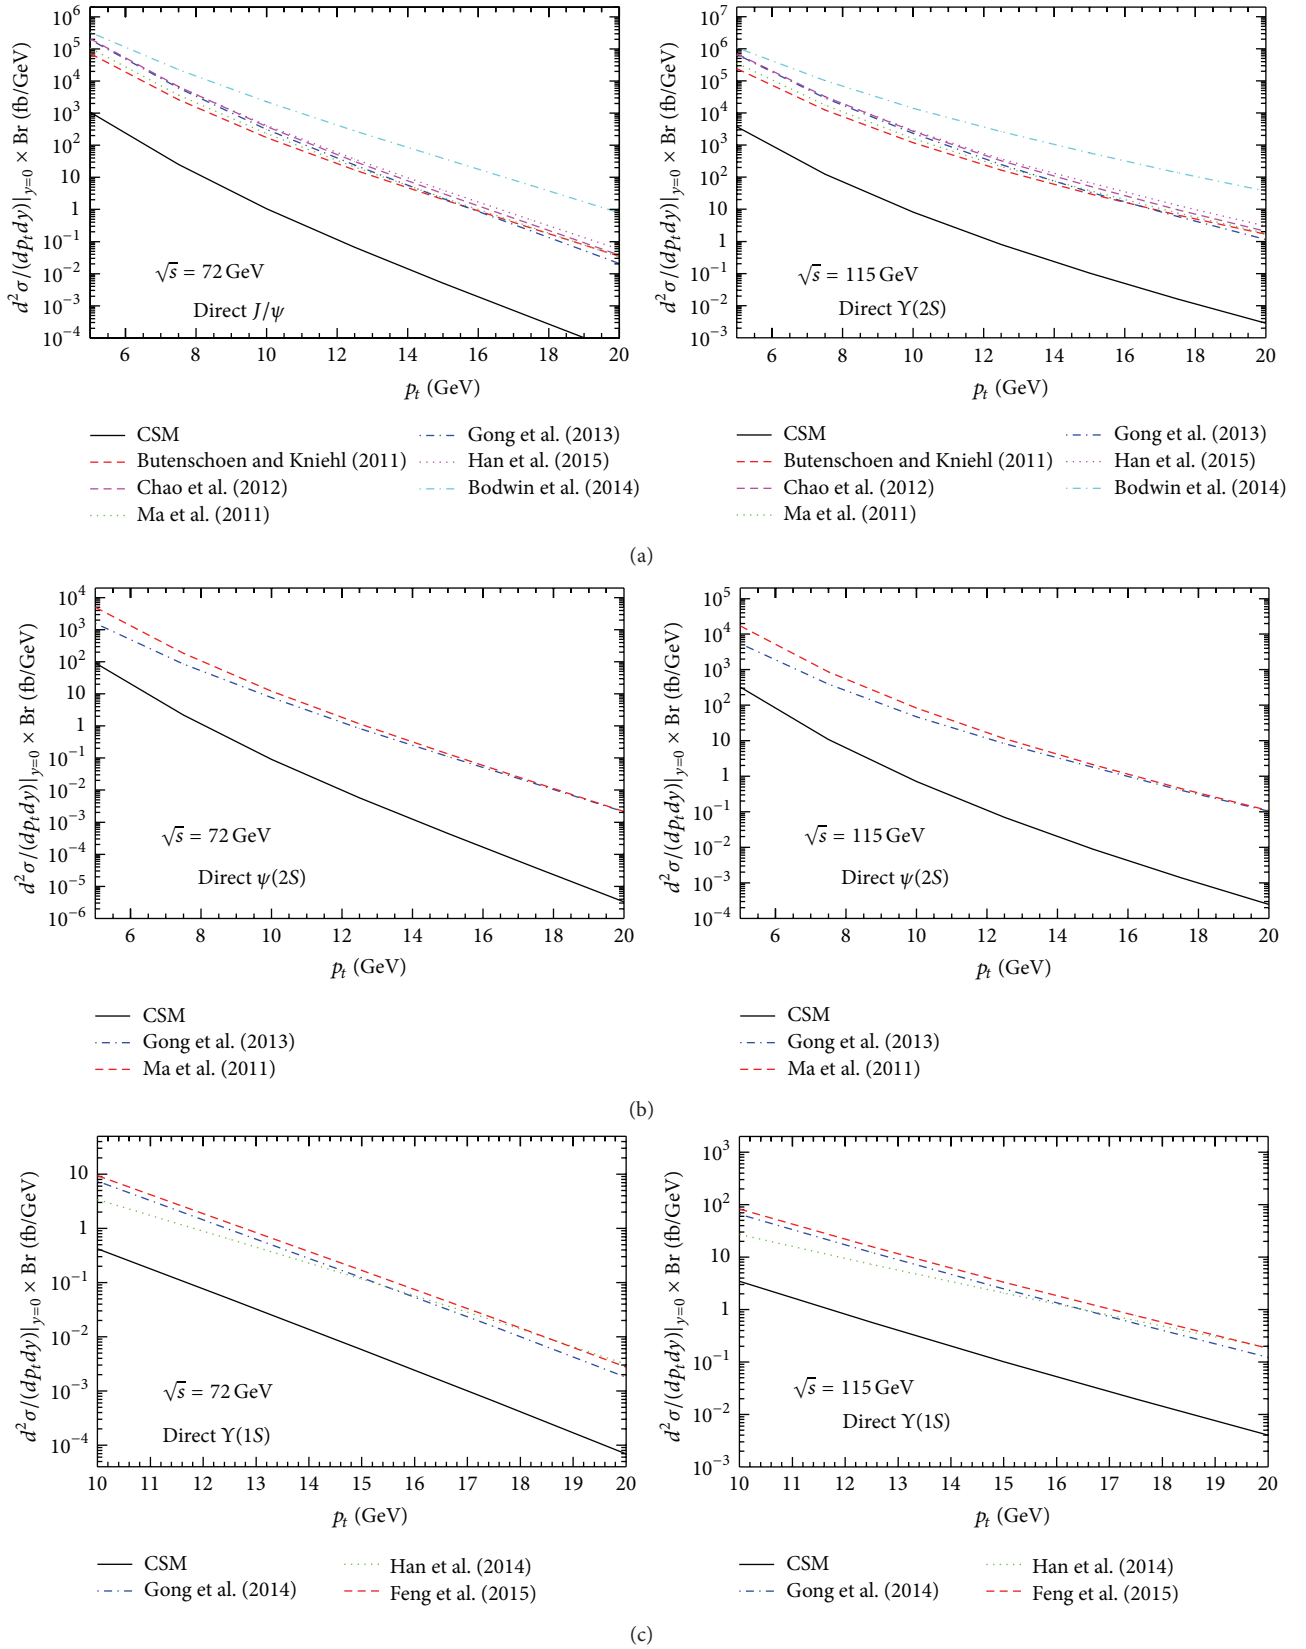 10^6
10^5
10^4
10^3
10^2
10
1
10^−1
10^−2
10^−3
10^−4
d^2σ/(dp_t dy)|_{y=0} × Br (fb/GeV)
√s = 72 GeV
Direct J/ψ
6 8 10 12 14 16 18 20
p_t (GeV)
CSM
Butenschoen and Kniehl (2011)
Chao et al. (2012)
Ma et al. (2011)
Gong et al. (2013)
Han et al. (2015)
Bodwin et al. (2014)
10^7
10^6
10^5
10^4
10^3
10^2
10
1
10^−1
10^−2
10^−3
d^2σ/(dp_t dy)|_{y=0} × Br (fb/GeV)
√s = 115 GeV
Direct ϒ(2S)
6 8 10 12 14 16 18 20
p_t (GeV)
CSM
Butenschoen and Kniehl (2011)
Chao et al. (2012)
Ma et al. (2011)
Gong et al. (2013)
Han et al. (2015)
Bodwin et al. (2014)
(a)
10^4
10^3
10^2
10
1
10^−1
10^−2
10^−3
10^−4
10^−5
10^−6
d^2σ/(dp_t dy)|_{y=0} × Br (fb/GeV)
√s = 72 GeV
Direct ψ(2S)
6 8 10 12 14 16 18 20
p_t (GeV)
CSM
Gong et al. (2013)
Ma et al. (2011)
10^5
10^4
10^3
10^2
10
1
10^−1
10^−2
10^−3
10^−4
d^2σ/(dp_t dy)|_{y=0} × Br (fb/GeV)
√s = 115 GeV
Direct ψ(2S)
6 8 10 12 14 16 18 20
p_t (GeV)
CSM
Gong et al. (2013)
Ma et al. (2011)
(b)
10
1
10^−1
10^−2
10^−3
10^−4
d^2σ/(dp_t dy)|_{y=0} × Br (fb/GeV)
√s = 72 GeV
Direct ϒ(1S)
10 11 12 13 14 15 16 17 18 19 20
p_t (GeV)
CSM
Gong et al. (2014)
Han et al. (2014)
Feng et al. (2015)
10^3
10^2
10
1
10^−1
10^−2
10^−3
d^2σ/(dp_t dy)|_{y=0} × Br (fb/GeV)
√s = 115 GeV
Direct ϒ(1S)
10 11 12 13 14 15 16 17 18 19 20
p_t (GeV)
CSM
Gong et al. (2014)
Han et al. (2014)
Feng et al. (2015)
(c)